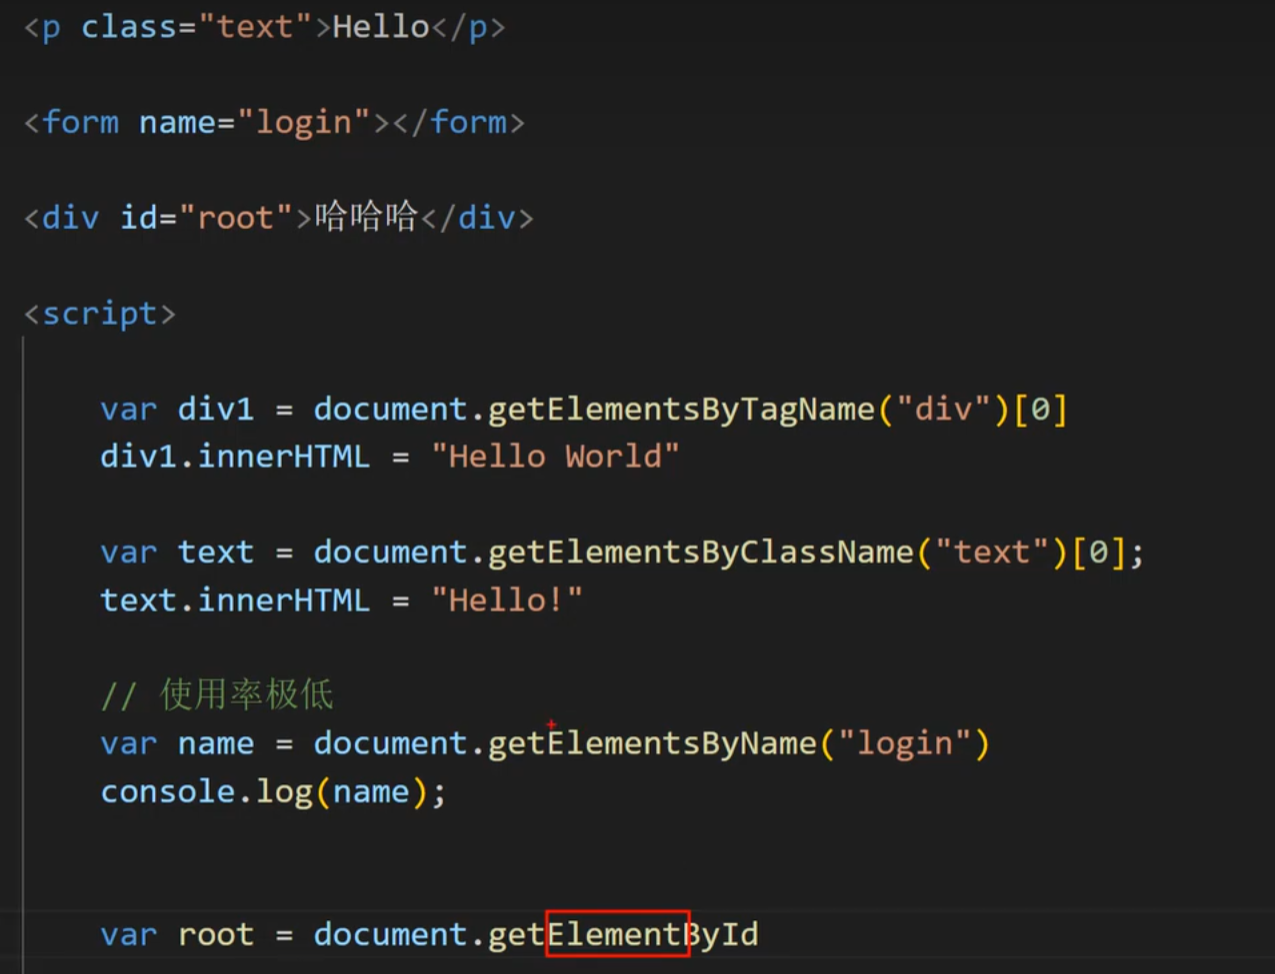 <p class="text">Hello</p>
<form name="login"></form>
<div id="root">哈哈哈</div>
<script>
var div1 = document.getElementsByTagName("div")[0]
div1.innerHTML = "Hello World"
var text = document.getElementsByClassName("text")[0];
text.innerHTML = "Hello!"
// 使用率极低
var name = document.getElementsByName("login")
console.log(name);
var root = document.getElementById